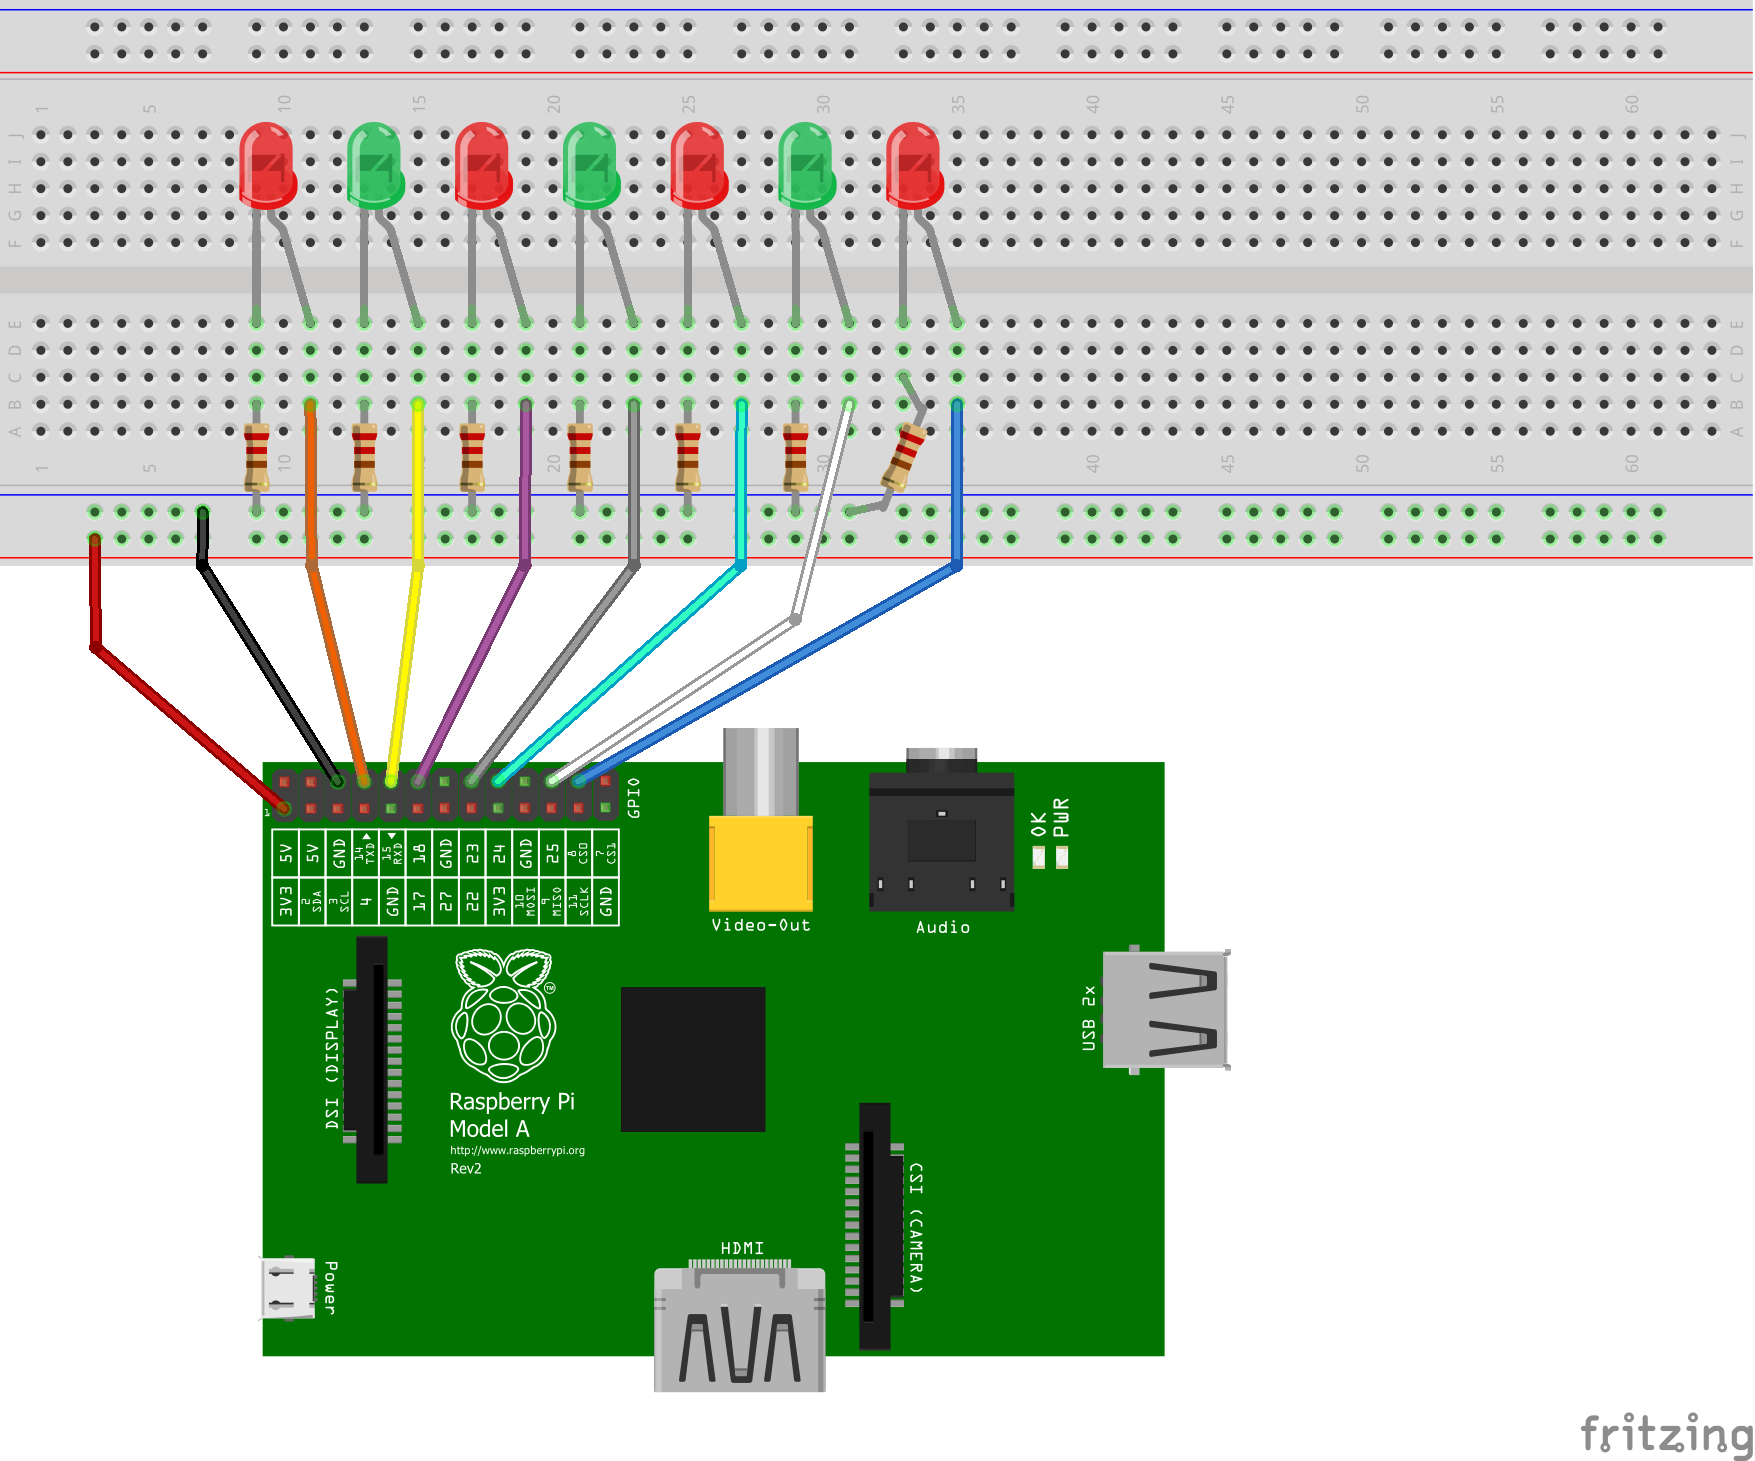 1 5 10 15 20 25 30 35 40 45 50 55 60
J J
I I
H H
G G
F F
E E
D D
C C
B B
A A
1 5 10 20 30 40 45 50 55 60
GPIO
1
5V 5V GND 14 TXD 15 RXD 18 GND 23 24 GND 25 8 CS0 7 CS1
3V3 2 SDA 3 SCL 4 GND 17 27 22 3V3 10 MOSI 9 MISO 11 SCLK GND
OK
PWR
Video-Out
Audio
DSI (DISPLAY)
TM
USB 2x
Raspberry Pi
Model A
http://www.raspberrypi.org
Rev2
CSI (CAMERA)
HDMI
Power
fritzing